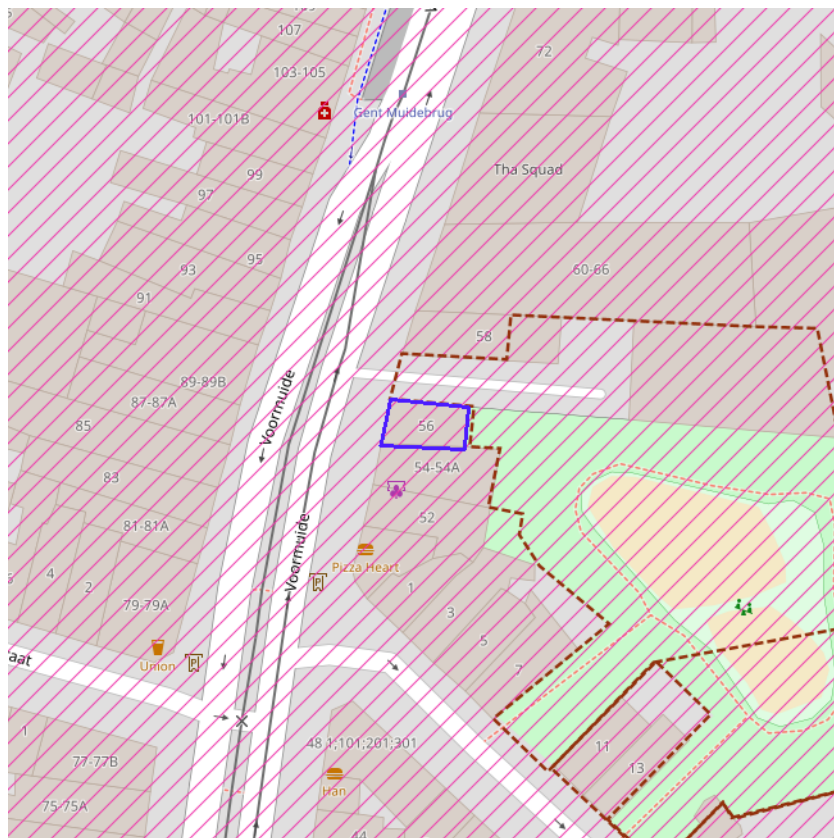 107
72
103-105
Gent Muidebrug
101-101B
Tha Squad
99
97
95
93
60-66
91
58
89-89B
87-87A
Voormuide
85
56
54-54A
83
52
81-81A
Voormuide
Pizza Heart
4
2
1
79-79A
3
5
Union
aat
7
1
48 1;101;201;301
11
77-77B
13
Han
75-75A